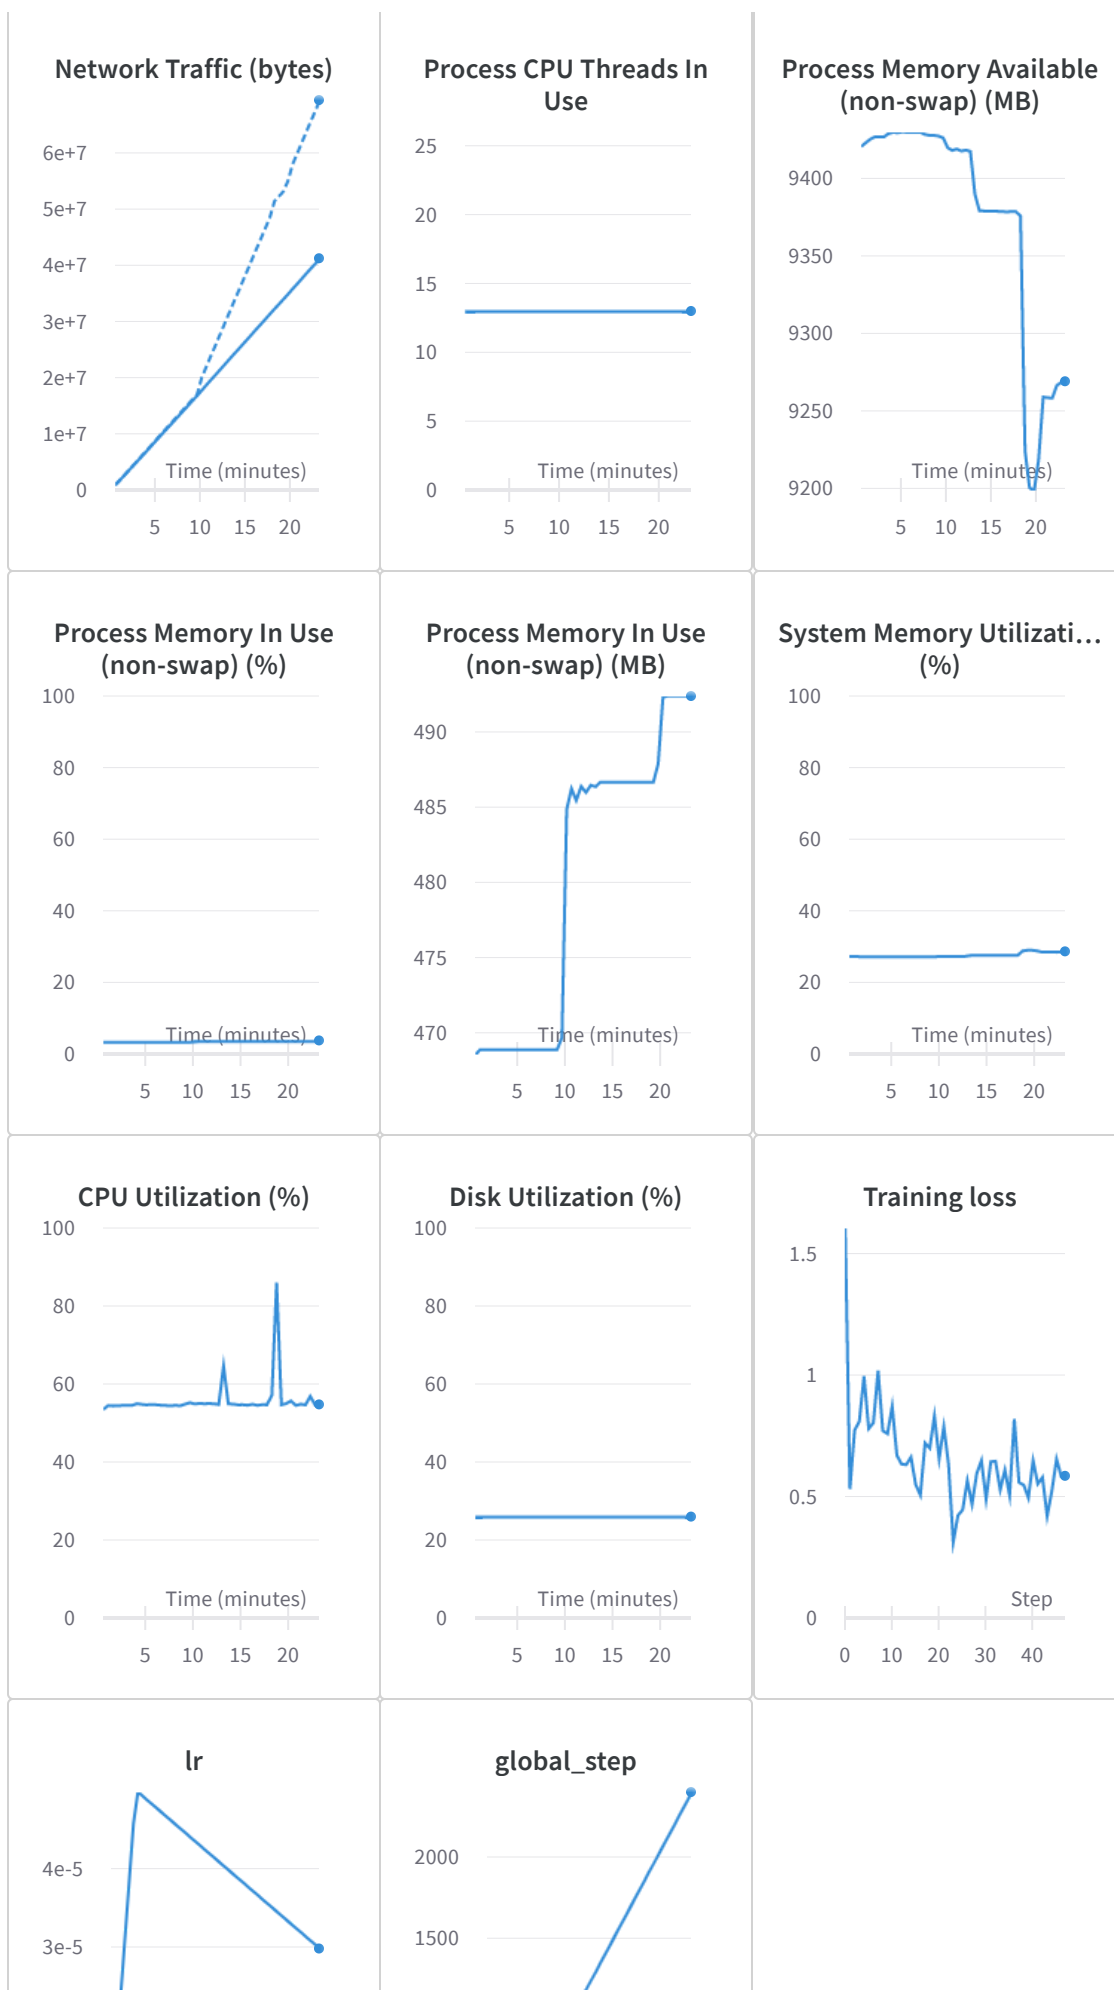 Network Traffic (bytes)
6e+7
5e+7
4e+7
3e+7
2e+7
1e+7
0
Time (minutes)
5 10 15 20
Process CPU Threads In
Use
25
20
15
10
5
0
Time (minutes)
5 10 15 20
Process Memory Available
(non-swap) (MB)
9400
9350
9300
9250
9200
Time (minutes)
5 10 15 20
Process Memory In Use
(non-swap) (%)
100
80
60
40
20
0
Time (minutes)
5 10 15 20
Process Memory In Use
(non-swap) (MB)
490
485
480
475
470
Time (minutes)
5 10 15 20
System Memory Utilizati...
(%)
100
80
60
40
20
0
Time (minutes)
5 10 15 20
CPU Utilization (%)
100
80
60
40
20
0
Time (minutes)
5 10 15 20
Disk Utilization (%)
100
80
60
40
20
0
Time (minutes)
5 10 15 20
Training loss
1.5
1
0.5
0
Step
0 10 20 30 40
lr
4e-5
3e-5
global_step
2000
1500